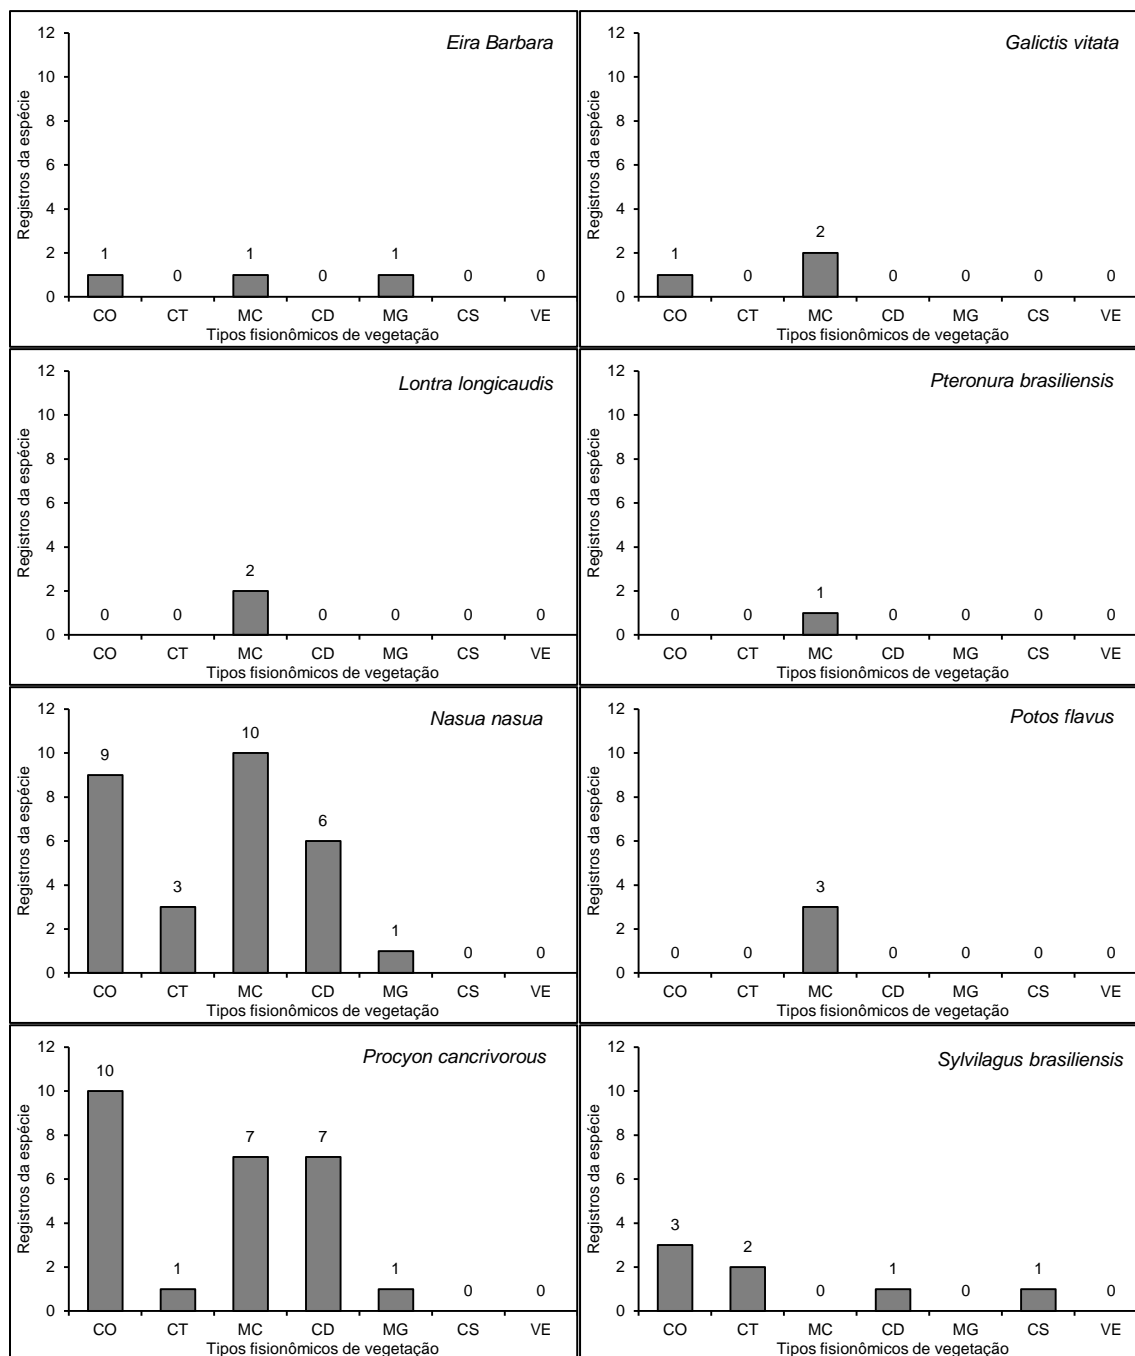 Eira Barbara
Registros da espécie
12
10
8
6
4
2
0
1 0 1 0 1 0 0
CO CT MC CD MG CS VE
Tipos fisionômicos de vegetação
Galictis vitata
Registros da espécie
12
10
8
6
4
2
0
1 0 2 0 0 0 0
CO CT MC CD MG CS VE
Tipos fisionômicos de vegetação
Lontra longicaudis
Registros da espécie
12
10
8
6
4
2
0
0 0 2 0 0 0 0
CO CT MC CD MG CS VE
Tipos fisionômicos de vegetação
Pteronura brasiliensis
Registros da espécie
12
10
8
6
4
2
0
0 0 1 0 0 0 0
CO CT MC CD MG CS VE
Tipos fisionômicos de vegetação
Nasua nasua
Registros da espécie
12
10
8
6
4
2
0
9 3 10 6 1 0 0
CO CT MC CD MG CS VE
Tipos fisionômicos de vegetação
Potos flavus
Registros da espécie
12
10
8
6
4
2
0
0 0 3 0 0 0 0
CO CT MC CD MG CS VE
Tipos fisionômicos de vegetação
Procyon cancrivorous
Registros da espécie
12
10
8
6
4
2
0
10 1 7 7 1 0 0
CO CT MC CD MG CS VE
Tipos fisionômicos de vegetação
Sylvilagus brasiliensis
Registros da espécie
12
10
8
6
4
2
0
3 2 0 1 0 1 0
CO CT MC CD MG CS VE
Tipos fisionômicos de vegetação